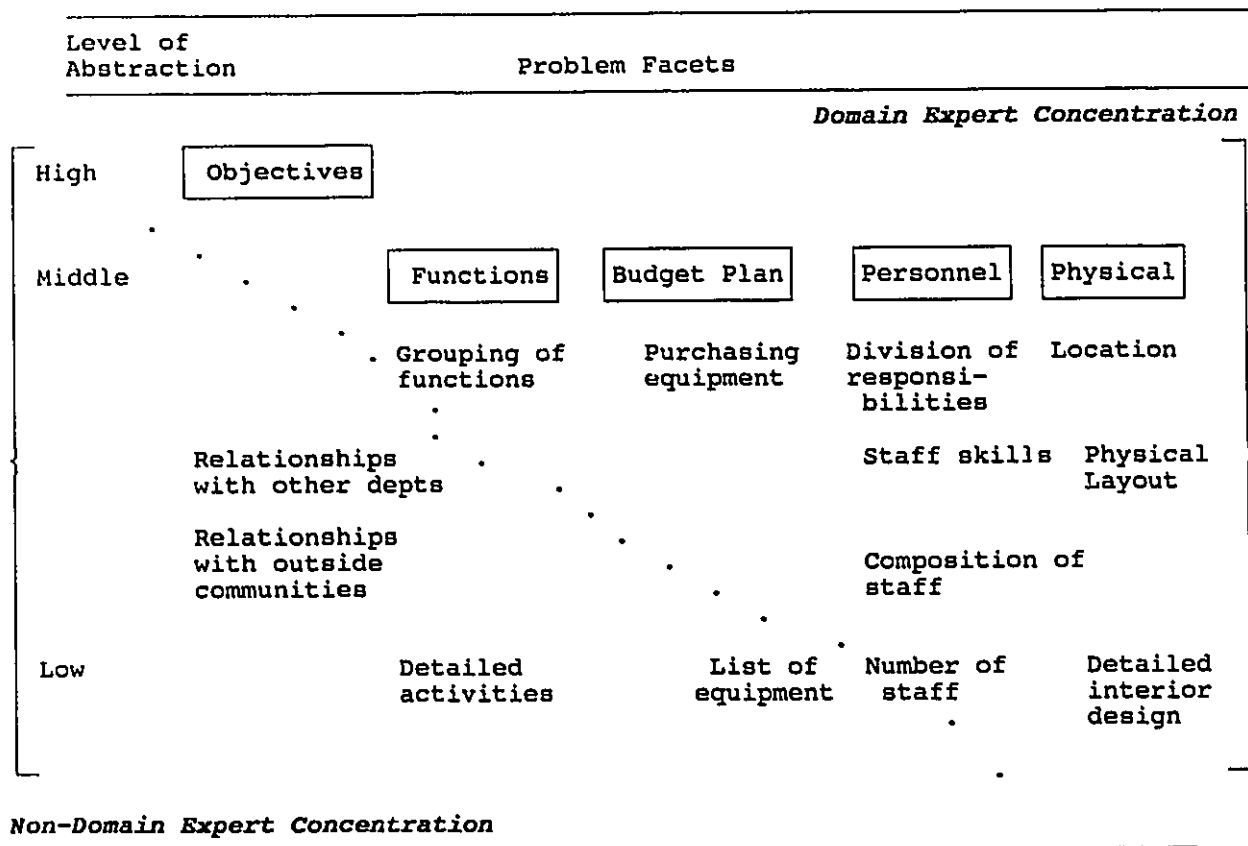 Level of
Abstraction Problem Facets
Domain Expert Concentration
High Objectives
Middle Functions Budget Plan Personnel Physical
Grouping of Purchasing Division of Location
functions equipment responsi-
bilities
Relationships Staff skills Physical
with other depts Layout
Relationships
with outside Composition of
communities staff
Low Detailed List of Number of Detailed
activities equipment staff interior
design
Non-Domain Expert Concentration